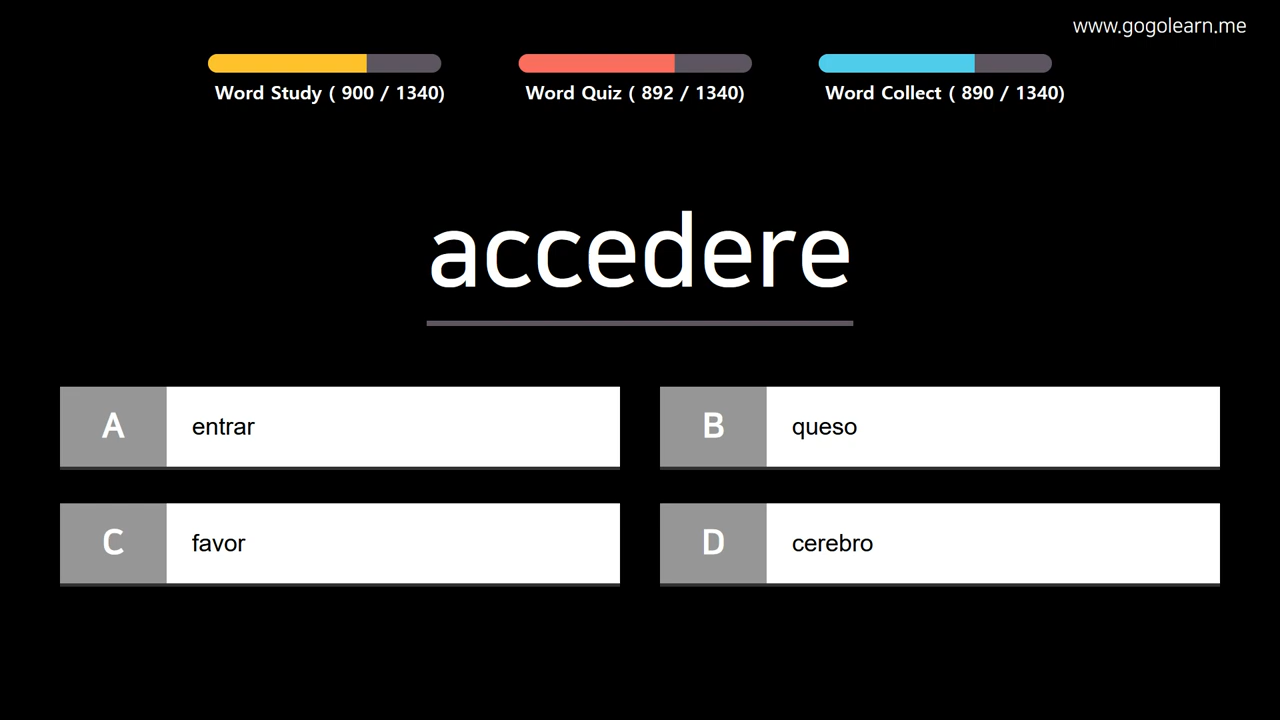 www.gogolearn.me
Word Study ( 900 / 1340)
Word Quiz ( 892 / 1340)
Word Collect ( 890 / 1340)
accedere
A entrar
B queso
C favor
D cerebro